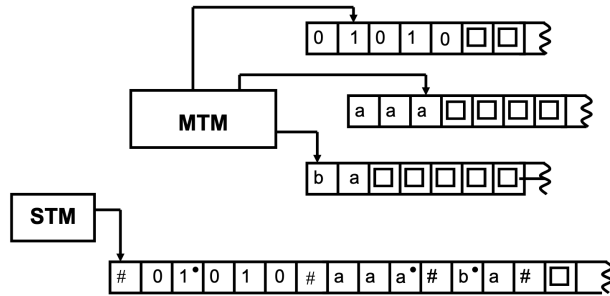 0 1 0 1 0 □ □
MTM
a a a □ □ □ □
b a □ □ □ □ □
STM
# 0 1• 0 1 0 # a a a• # b• a # □